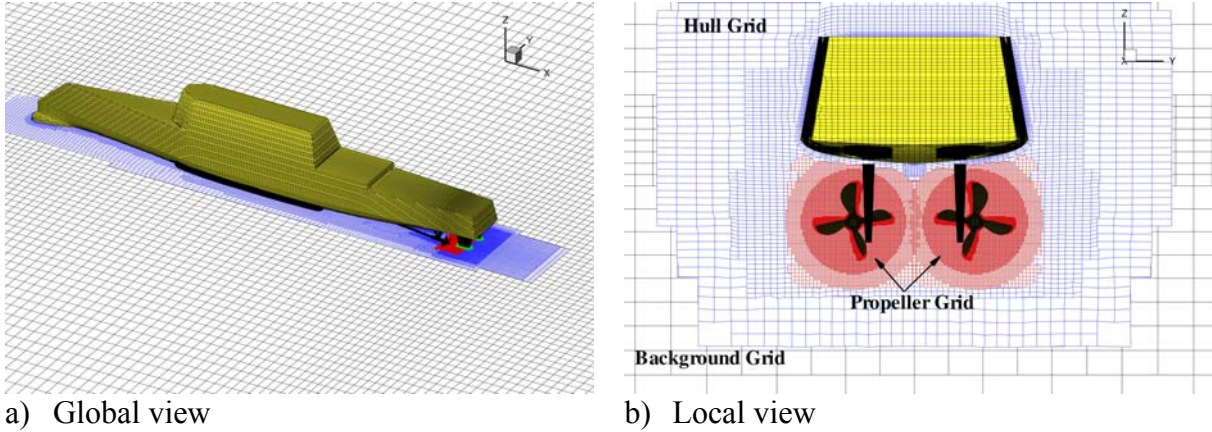 Z
Y
X
Hull Grid
Z
X
Y
Propeller Grid
Background Grid
a) Global view
b) Local view